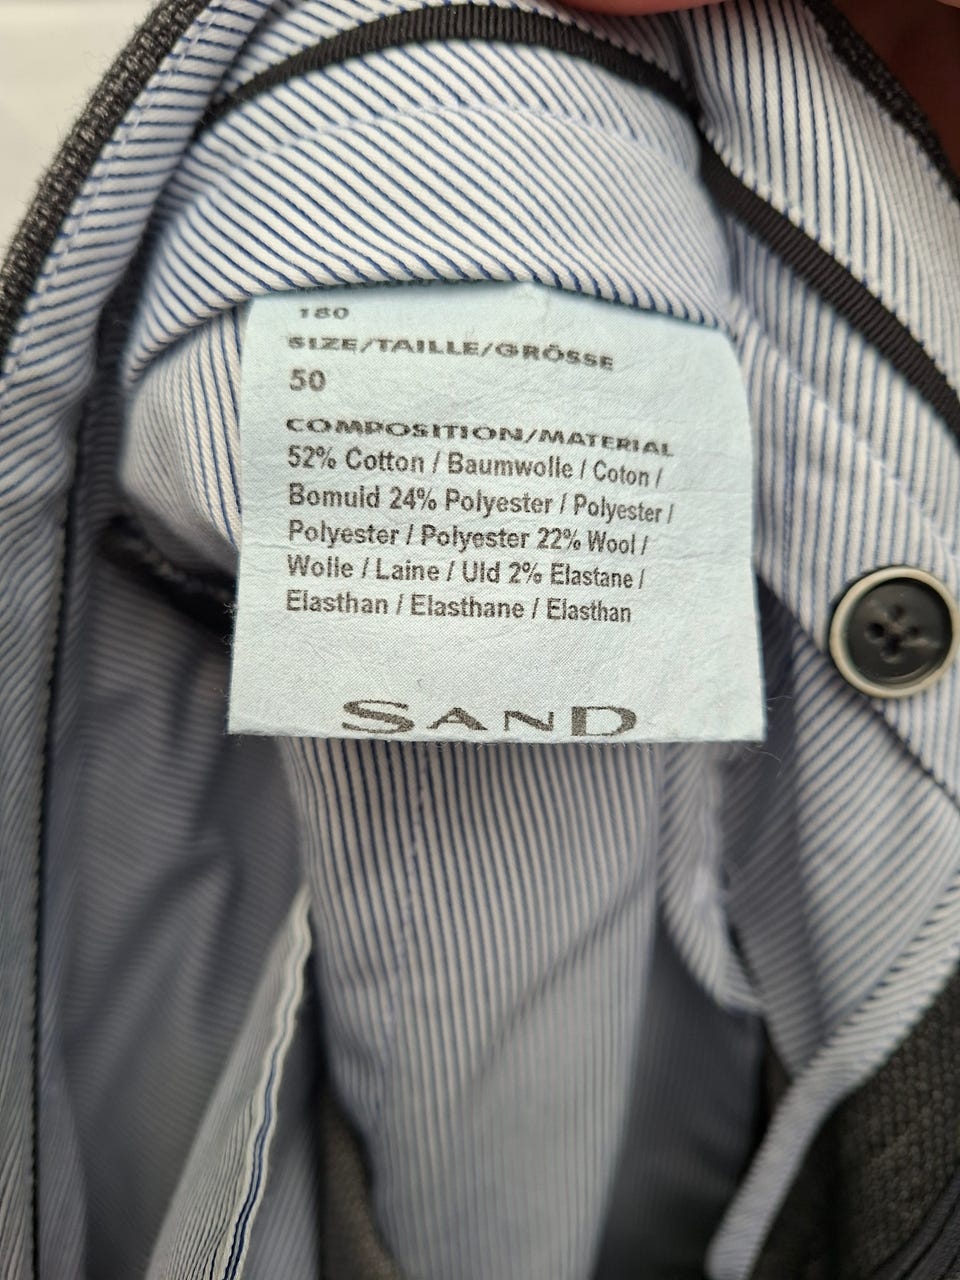 180
SIZE/TAILLE/GRÖSSE
50
COMPOSITION/MATERIAL
52% Cotton / Baumwolle / Coton /
Bomuld 24% Polyester / Polyester /
Polyester / Polyester 22% Wool /
Wolle / Laine / Uld 2% Elastane /
Elasthan / Elasthane / Elasthan
SAND